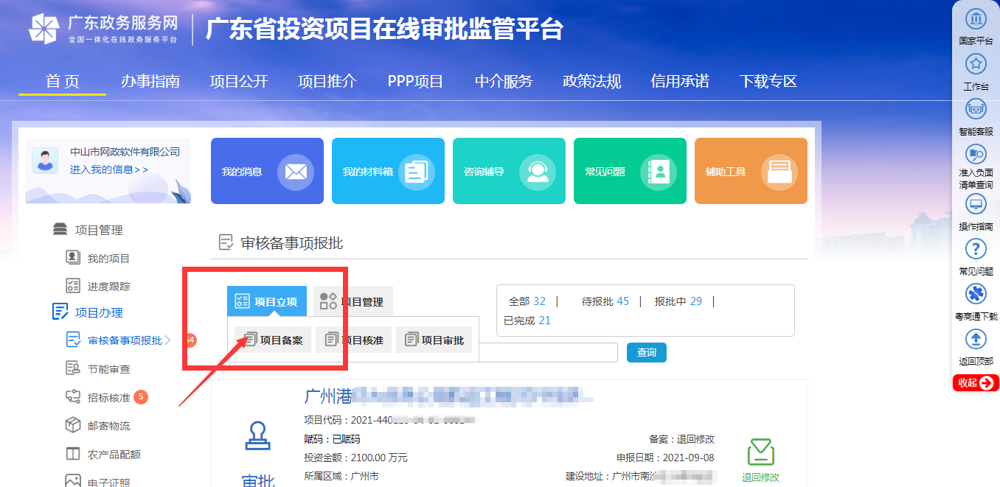 广东政务服务网
全国一体化在线政务服务平台
广东省投资项目在线审批监管平台
首页 办事指南 项目公开 项目推介 PPP项目 中介服务 政策法规 信用承诺 下载专区
中山市网政软件有限公司
进入我的信息>>
我的消息 我的材料箱 咨询辅导 常见问题 辅助工具
项目管理
我的项目
进度跟踪
项目办理
审核备事项报批
54
节能审查
招标核准 5
邮寄物流
农产品配额
电子证照
审核备事项报批
项目立项 项目管理
项目备案 项目核准 项目审批
全部 32 | 待报批 45 | 报批中 29 |
已完成 21
查询
广州港
项目代码：2021-440
赋码：已赋码
投资金额：2100.00 万元
所属区域：广州市
审批
备案：退回修改
申报日期：2021-09-08
建设地址：广州市南沙
退回修改
国家平台
工作台
智能客服
准入负面
清单查询
操作指南
常见问题
粤商通下载
返回顶部
收起